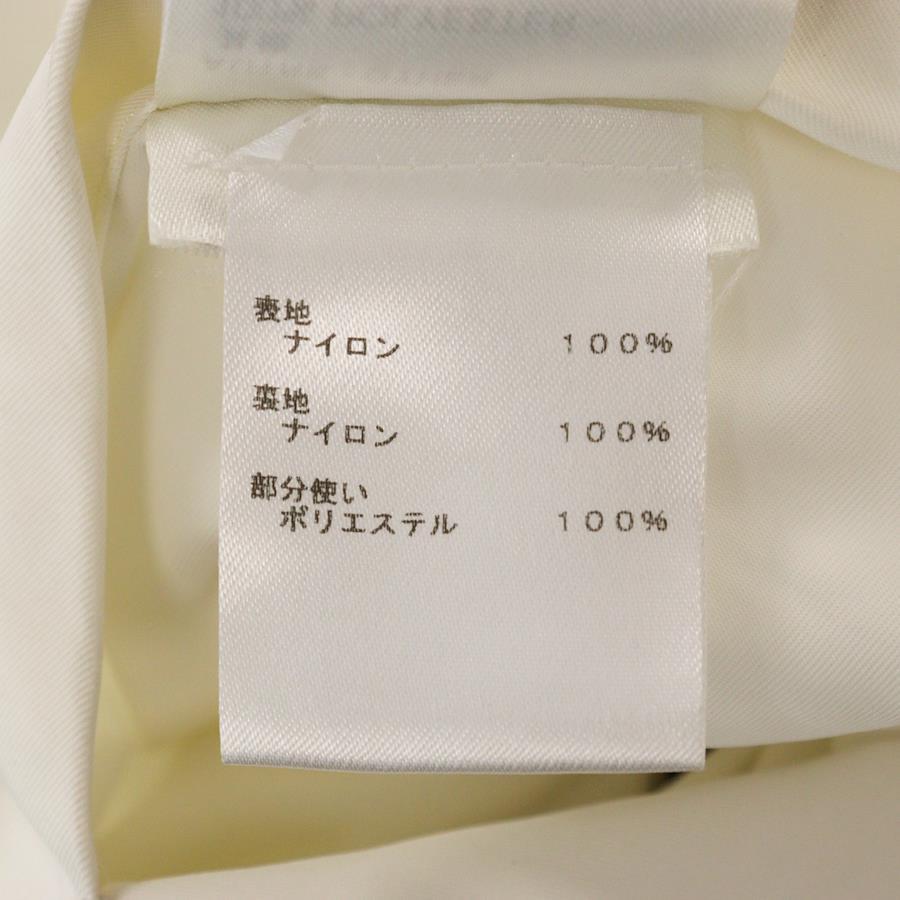 表地
ナイロン 100%
裏地
ナイロン 100%
部分使い
ポリエステル 100%